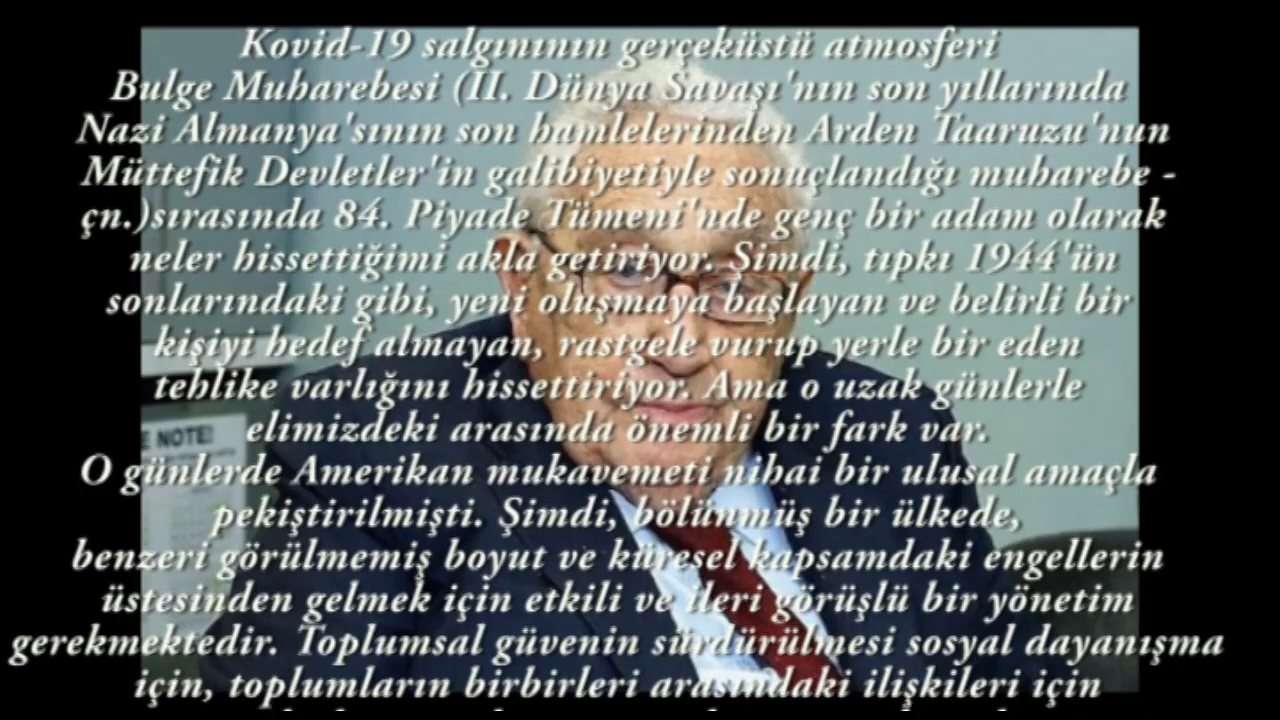 Kovid-19 salgınının gerçeküstü atmosferi
Bulge Muharebesi (II. Dünya Savaşı'nın son yıllarında
Nazi Almanya'sının son hamlelerinden Arden Taaruzu'nun
Müttefik Devletler'in galibiyetiyle sonuçlandığı muharebe -
çn.)sırasında 84. Piyade Tümeni'nde genç bir adam olarak
neler hissettiğimi akla getiriyor. Şimdi, tıpkı 1944'ün
sonlarındaki gibi, yeni oluşmaya başlayan ve belirli bir
kişiyi hedef almayan, rastgele vurup yerle bir eden
tehlike varlığını hissettiriyor. Ama o uzak günlerle
elimizdeki arasında önemli bir fark var.
E NOTE!
O günlerde Amerikan mukavemeti nihai bir ulusal amaçla
pekiştirilmişti. Şimdi, bölünmüş bir ülkede,
benzeri görülmemiş boyut ve küresel kapsamdaki engellerin
üstesinden gelmek için etkili ve ileri görüşlü bir yönetim
gerekmektedir. Toplumsal güvenin sürdürülmesi sosyal dayanışma
için, toplumların birbirleri arasındaki ilişkileri için